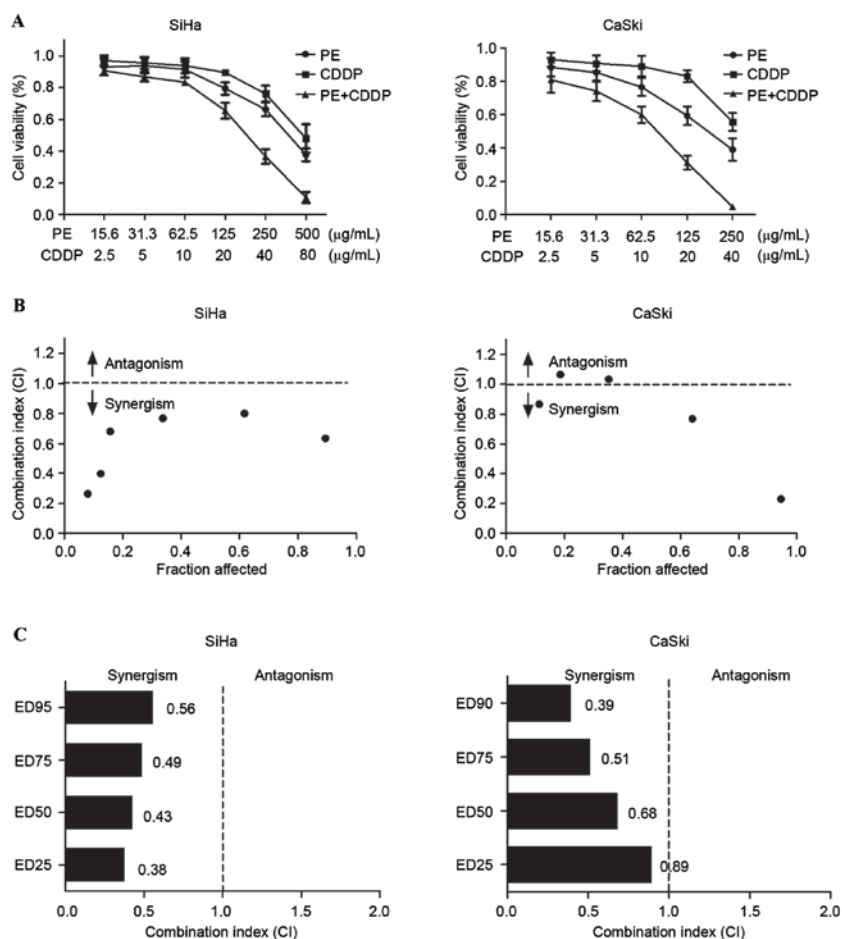 A
SiHa
CaSki
Cell viability (%)
1.0
0.8
0.6
0.4
0.2
0.0
PE
CDDP
PE+CDDP
PE 15.6 31.3 62.5 125 250 500 (μg/mL)
CDDP 2.5 5 10 20 40 80 (μg/mL)
Cell viability (%)
1.0
0.8
0.6
0.4
0.2
0.0
PE
CDDP
PE+CDDP
PE 15.6 31.3 62.5 125 250 (μg/mL)
CDDP 2.5 5 10 20 40 (μg/mL)
B
SiHa
CaSki
Combination index (CI)
1.2
1.0
0.8
0.6
0.4
0.2
0.0
Antagonism
Synergism
0.0 0.2 0.4 0.6 0.8 1.0
Fraction affected
Combination index (CI)
1.2
1.0
0.8
0.6
0.4
0.2
0.0
Antagonism
Synergism
0.0 0.2 0.4 0.6 0.8 1.0
Fraction affected
C
SiHa
CaSki
Synergism Antagonism
ED95 0.56
ED75 0.49
ED50 0.43
ED25 0.38
0.0 0.5 1.0 1.5 2.0
Combination index (CI)
Synergism Antagonism
ED90 0.39
ED75 0.51
ED50 0.68
ED25 0.89
0.0 0.5 1.0 1.5 2.0
Combination index (CI)